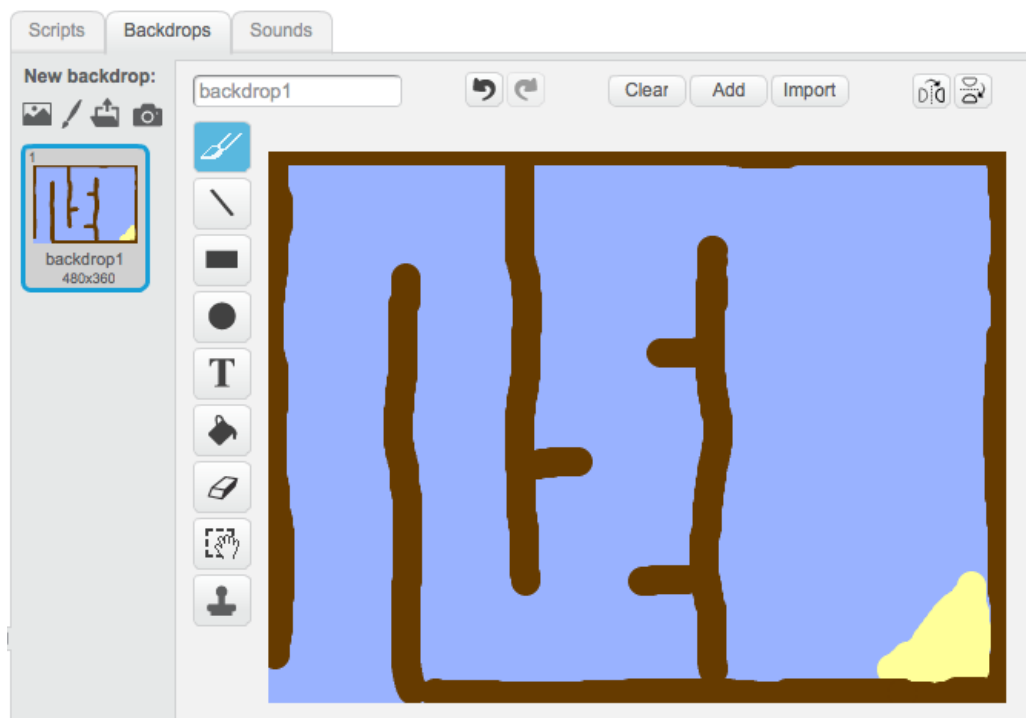 Scripts Backdrops Sounds
New backdrop:
backdrop1 Clear Add Import
1
backdrop1
480x360
T